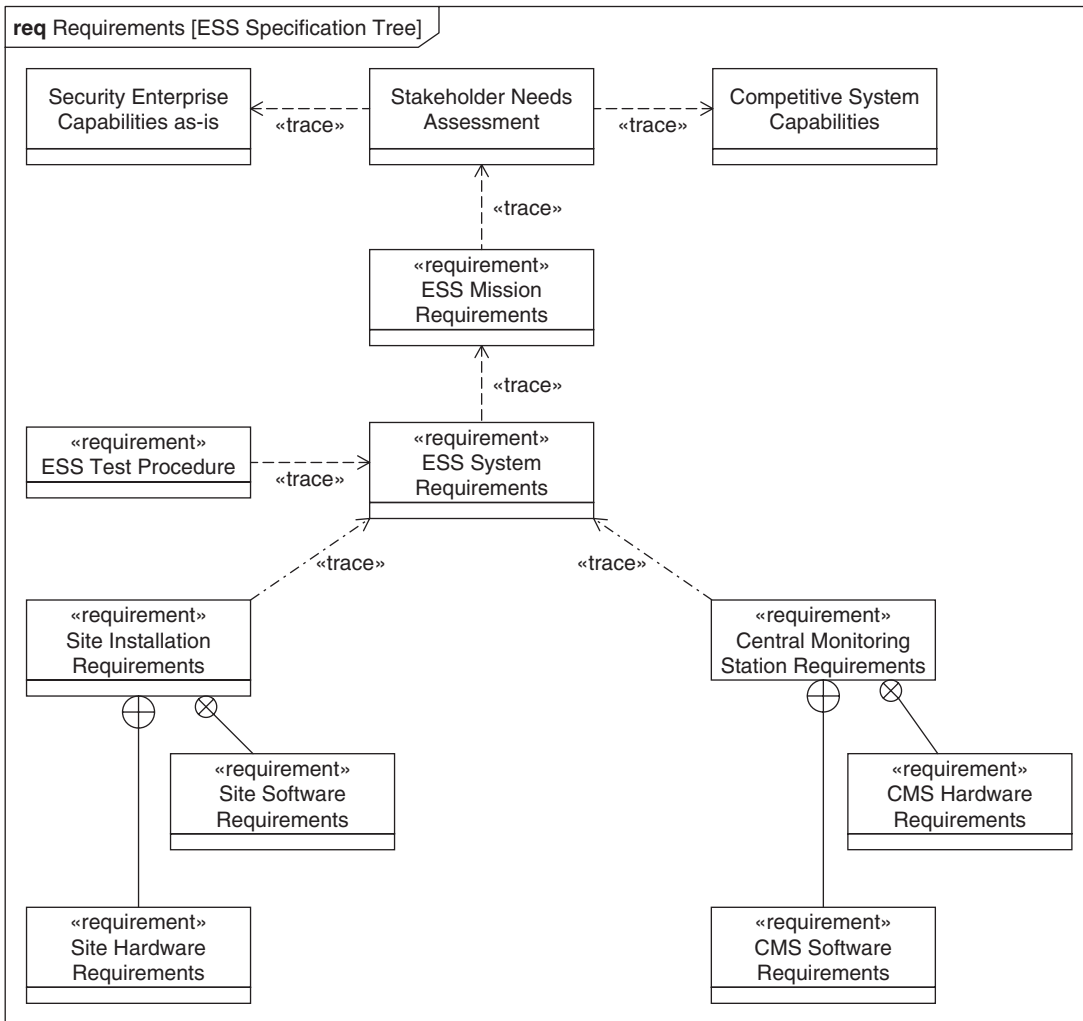 req Requirements [ESS Specification Tree]
Security Enterprise
Capabilities as-is
«trace»
Stakeholder Needs
Assessment
«trace»
Competitive System
Capabilities
«trace»
«requirement»
ESS Mission
Requirements
«trace»
«requirement»
ESS Test Procedure
«trace»
«requirement»
ESS System
Requirements
«trace»
«trace»
«requirement»
Site Installation
Requirements
«requirement»
Central Monitoring
Station Requirements
«requirement»
Site Software
Requirements
«requirement»
CMS Hardware
Requirements
«requirement»
Site Hardware
Requirements
«requirement»
CMS Software
Requirements